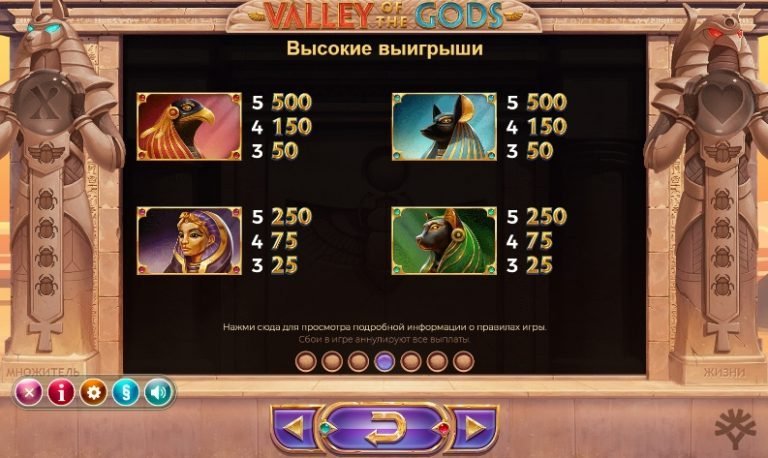 VALLEY OF THE GODS
Высокие выигрыши
5 500
4 150
3 50
5 500
4 150
3 50
5 250
4 75
3 25
5 250
4 75
3 25
Нажми сюда для просмотра подробной информации о правилах игры.
Сбои в игре аннулируют все выплаты.
X
МНОЖИТЕЛЬ
ЖИЗНИ
X i §